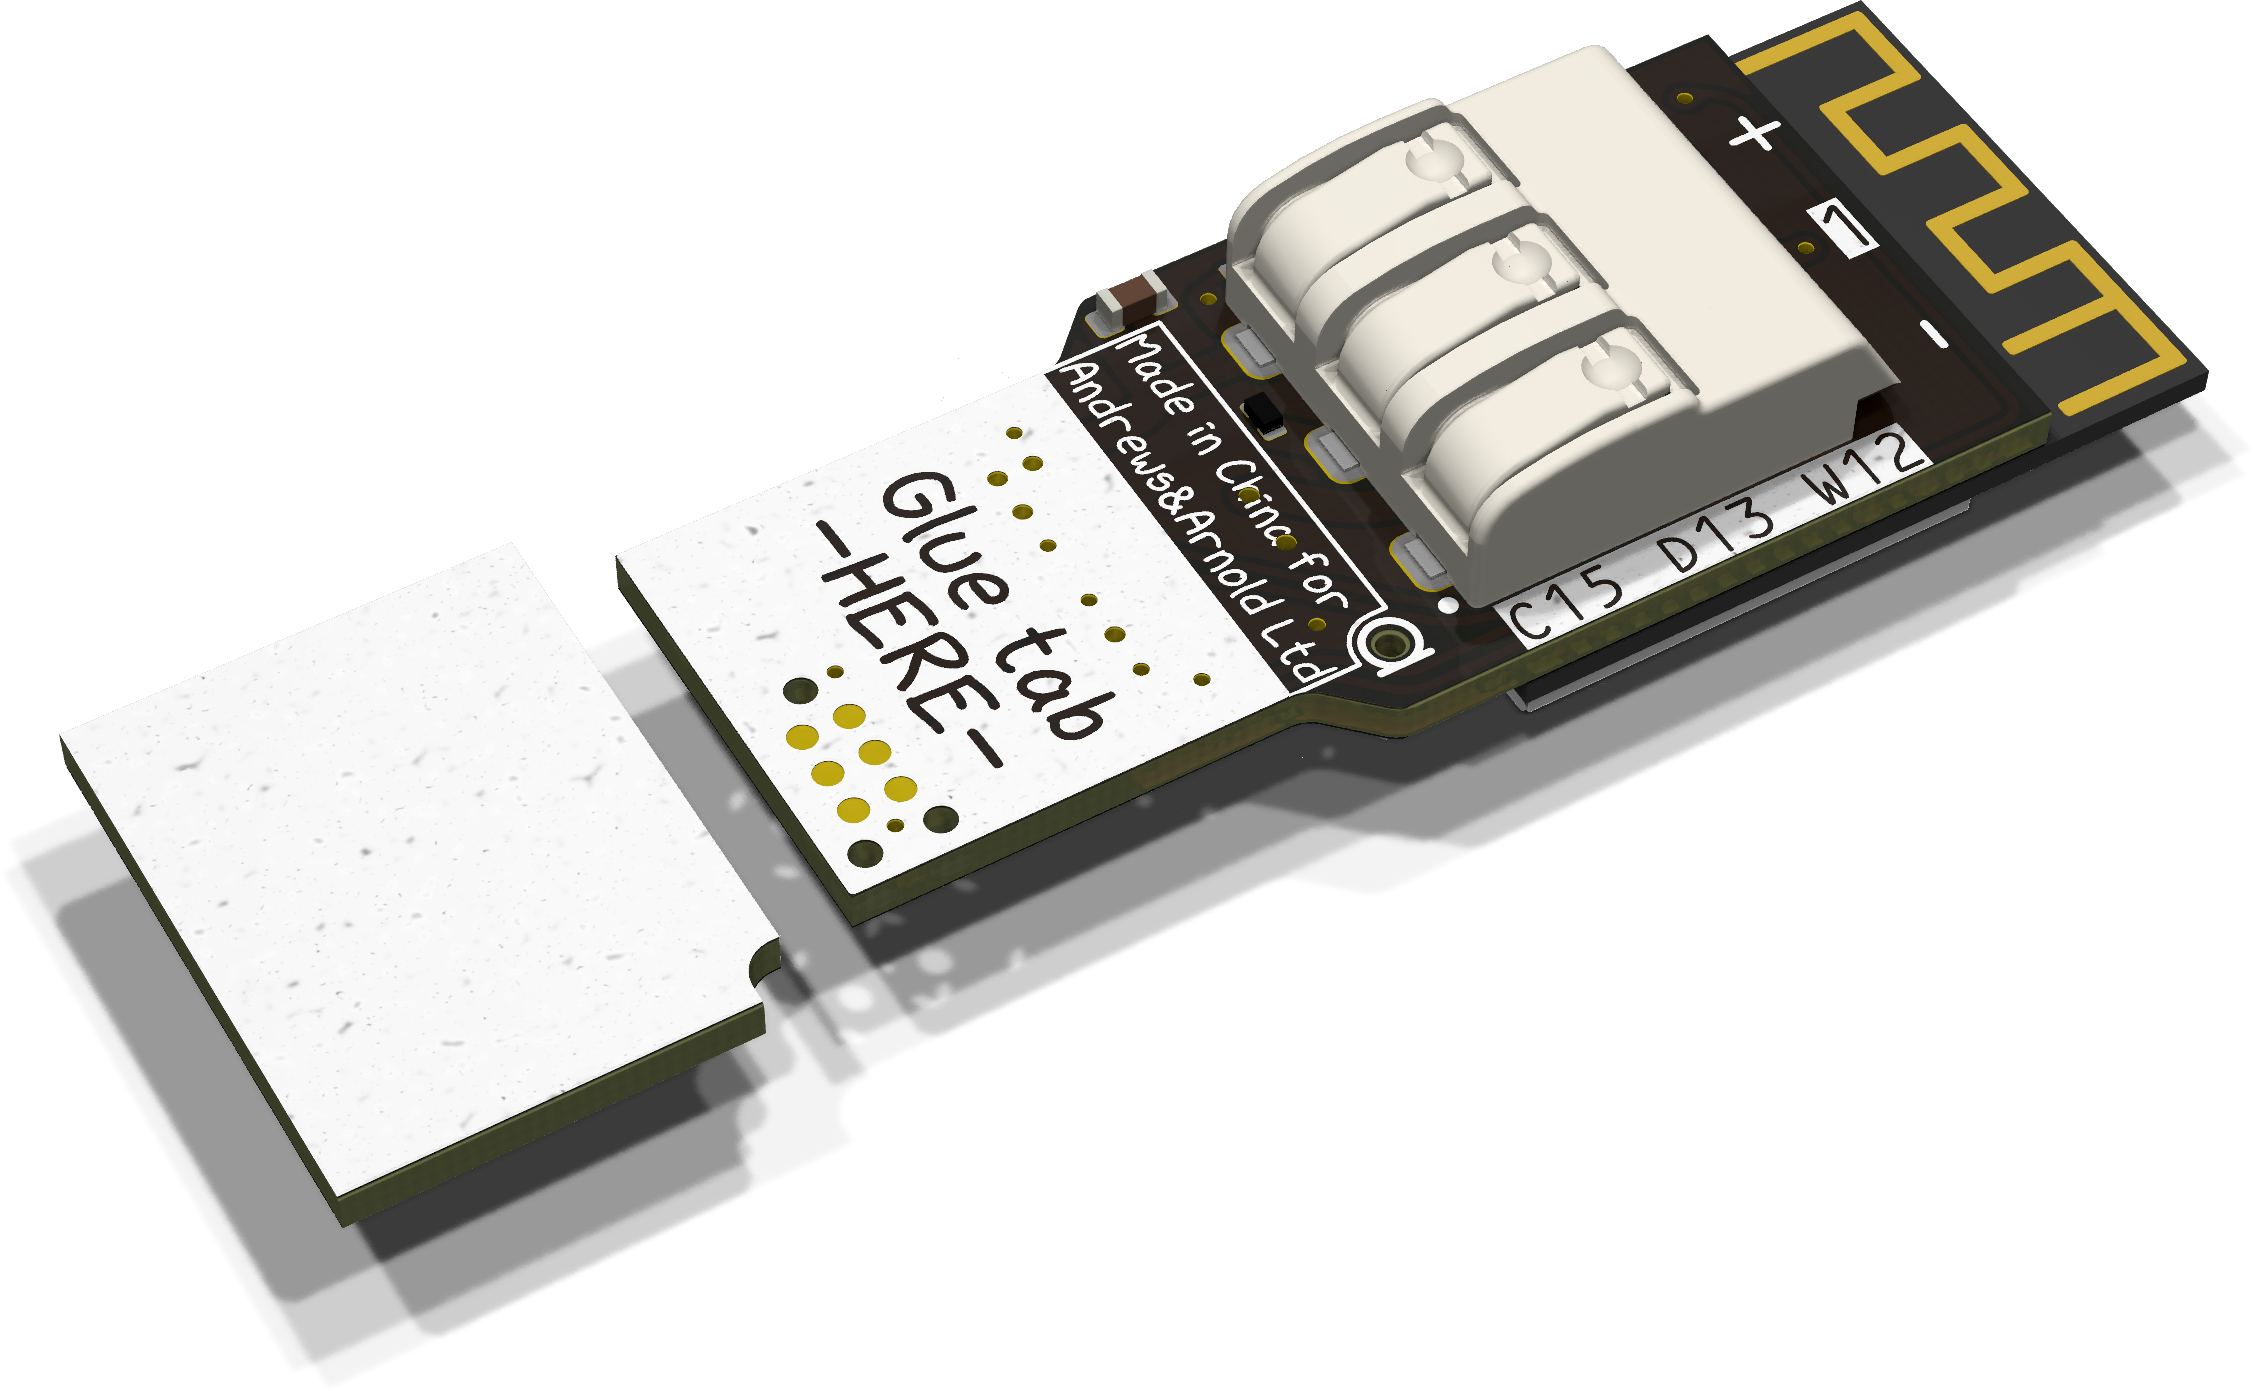 Glue tab
-HERE-
Made in China for
Andrews&Arnold Ltd
+
1
-
C15 D13 W12